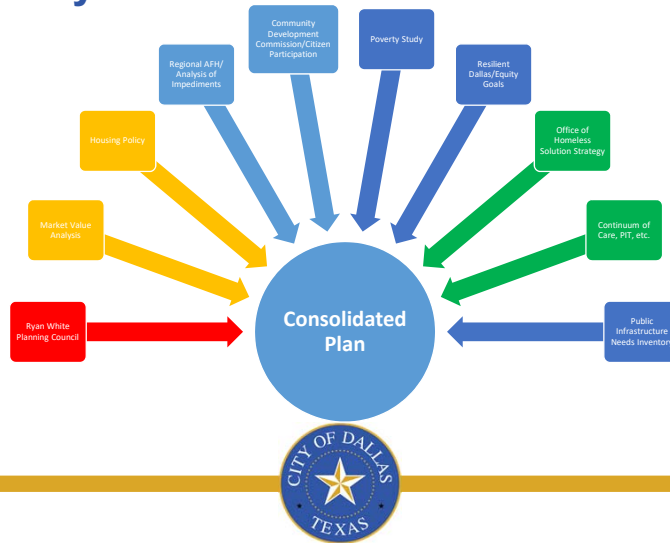 Community
Development
Commission/Citizen
Participation
Poverty Study
Regional AFH/
Analysis of
Impediments
Resilient
Dallas/Equity
Goals
Housing Policy
Office of
Homeless
Solution Strategy
Market Value
Analysis
Continuum of
Care, PIT, etc.
Ryan White
Planning Council
Consolidated
Plan
Public
Infrastructure
Needs Inventory
CITY OF DALLAS
TEXAS